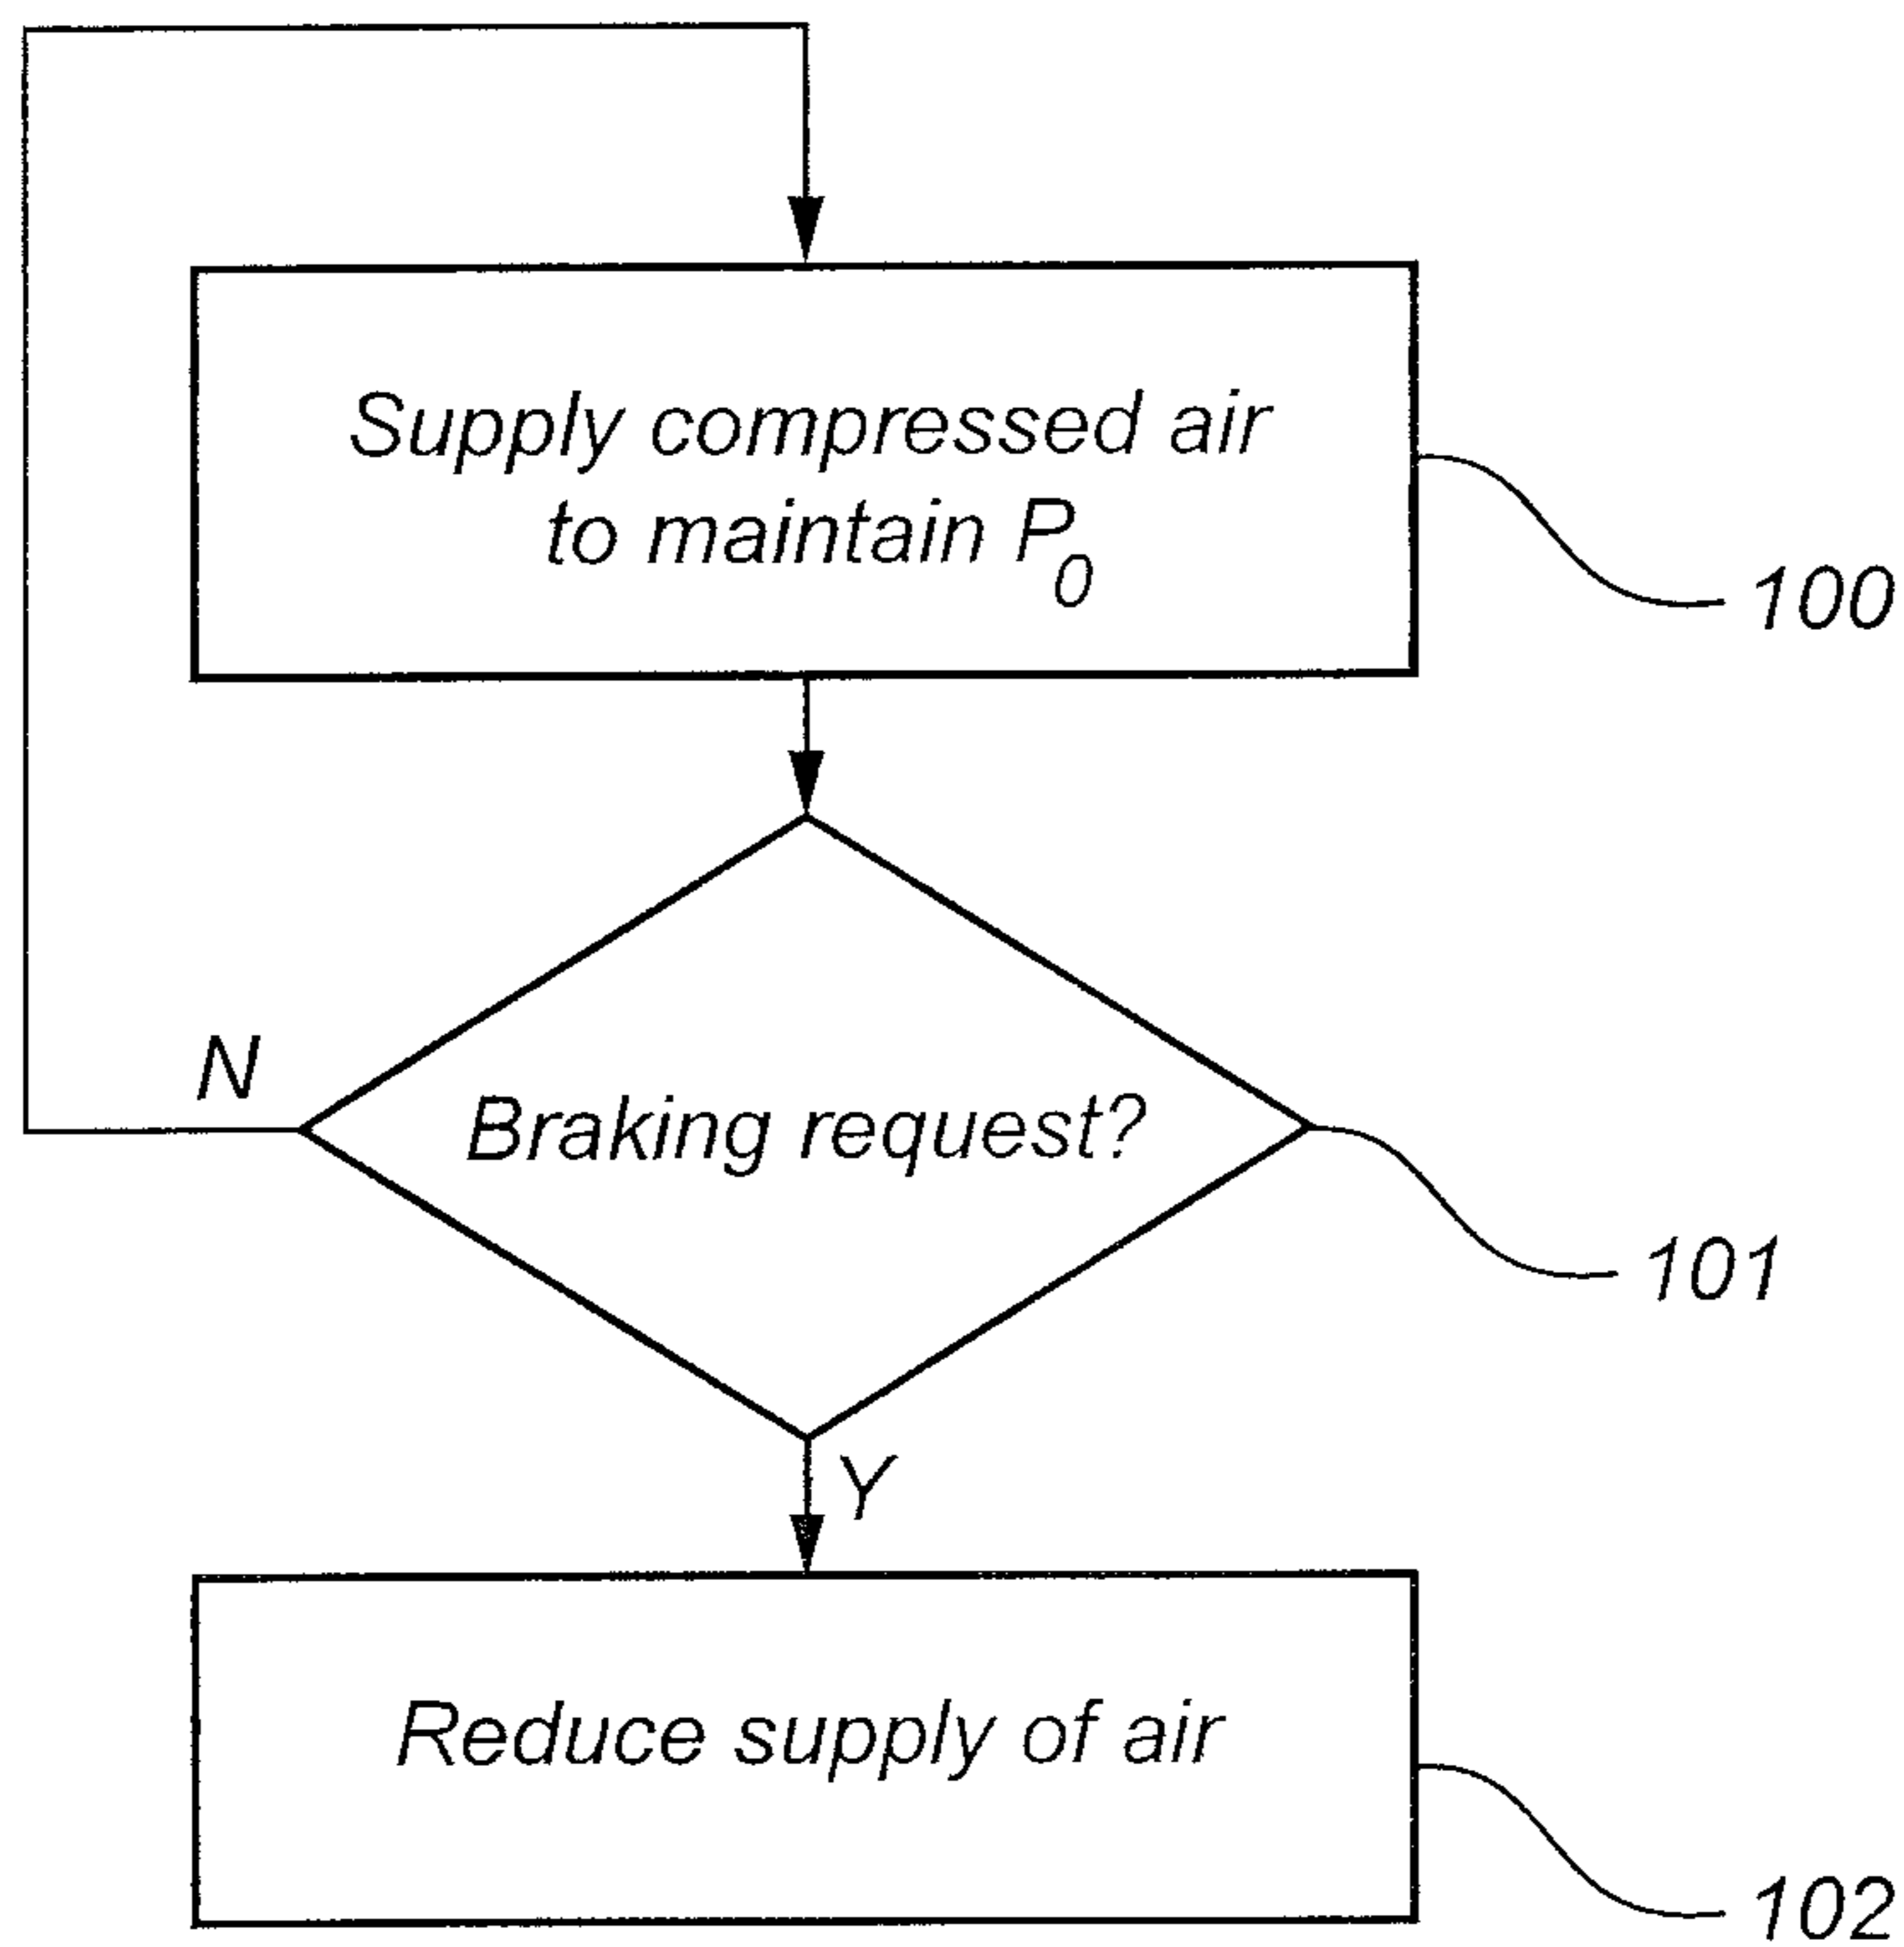 Supply compressed air
to maintain P₀
100
N
Braking request?
101
Y
Reduce supply of air
102